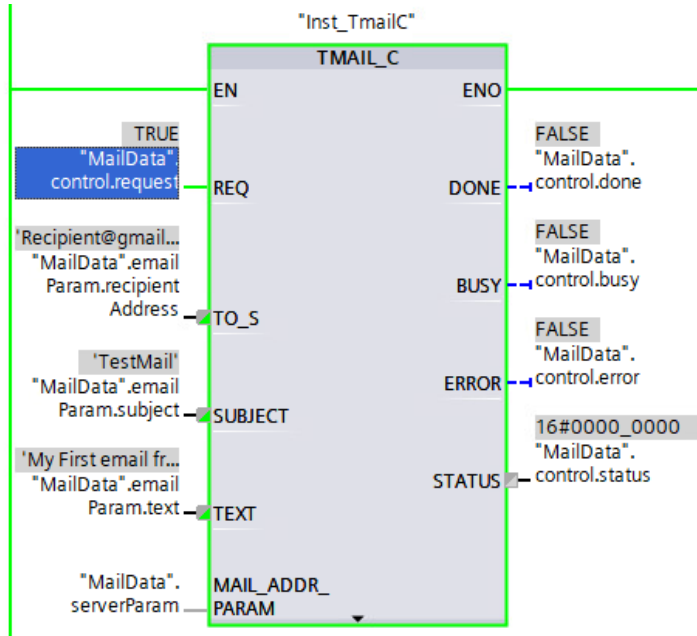 "Inst_TmailC"
TMAIL_C
EN
ENO
TRUE
"MailData".
control.request
REQ
FALSE
"MailData".
control.done
DONE
'Recipient@gmail...
"MailData".email
Param.recipient
Address
TO_S
FALSE
"MailData".
control.busy
BUSY
'TestMail'
"MailData".email
Param.subject
SUBJECT
FALSE
"MailData".
control.error
ERROR
'My First email fr...
"MailData".email
Param.text
TEXT
16#0000_0000
"MailData".
control.status
STATUS
"MailData".
serverParam
MAIL_ADDR_
PARAM